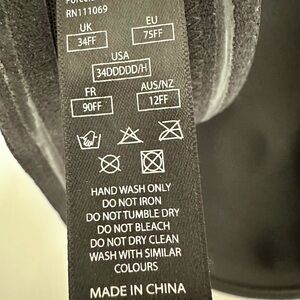 RN111069
UK EU
34FF 75FF
USA
34DDDDD/H
FR AUS/NZ
90FF 12FF
HAND WASH ONLY
DO NOT IRON
DO NOT TUMBLE DRY
DO NOT BLEACH
DO NOT DRY CLEAN
WASH WITH SIMILAR
COLOURS
MADE IN CHINA